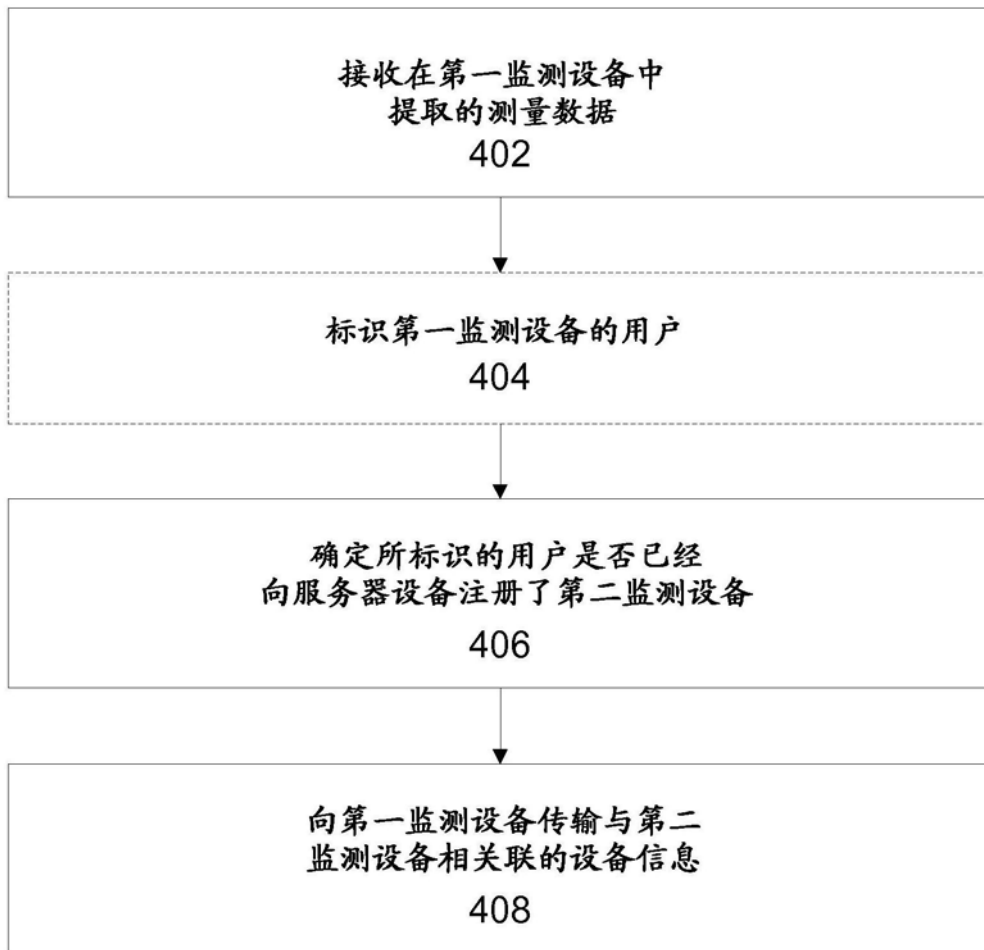 接收在第一监测设备中
提取的测量数据
402
标识第一监测设备的用户
404
确定所标识的用户是否已经
向服务器设备注册了第二监测设备
406
向第一监测设备传输与第二
监测设备相关联的设备信息
408